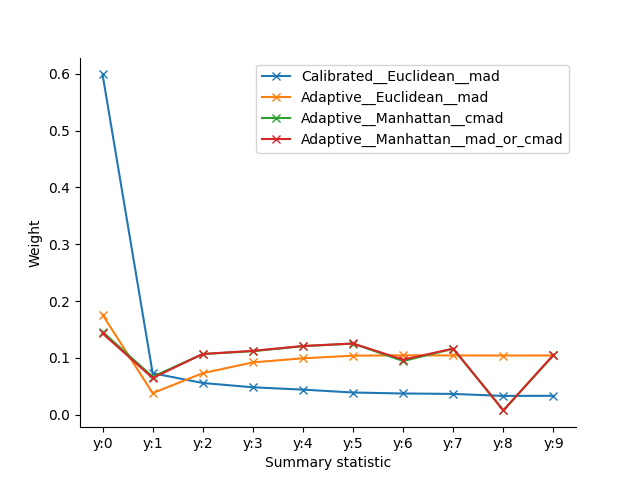 Calibrated__Euclidean__mad
Adaptive__Euclidean__mad
Adaptive__Manhattan__cmad
Adaptive__Manhattan__mad_or_cmad
0.6
0.5
0.4
0.3
0.2
0.1
0.0
Weight
y:0 y:1 y:2 y:3 y:4 y:5 y:6 y:7 y:8 y:9
Summary statistic